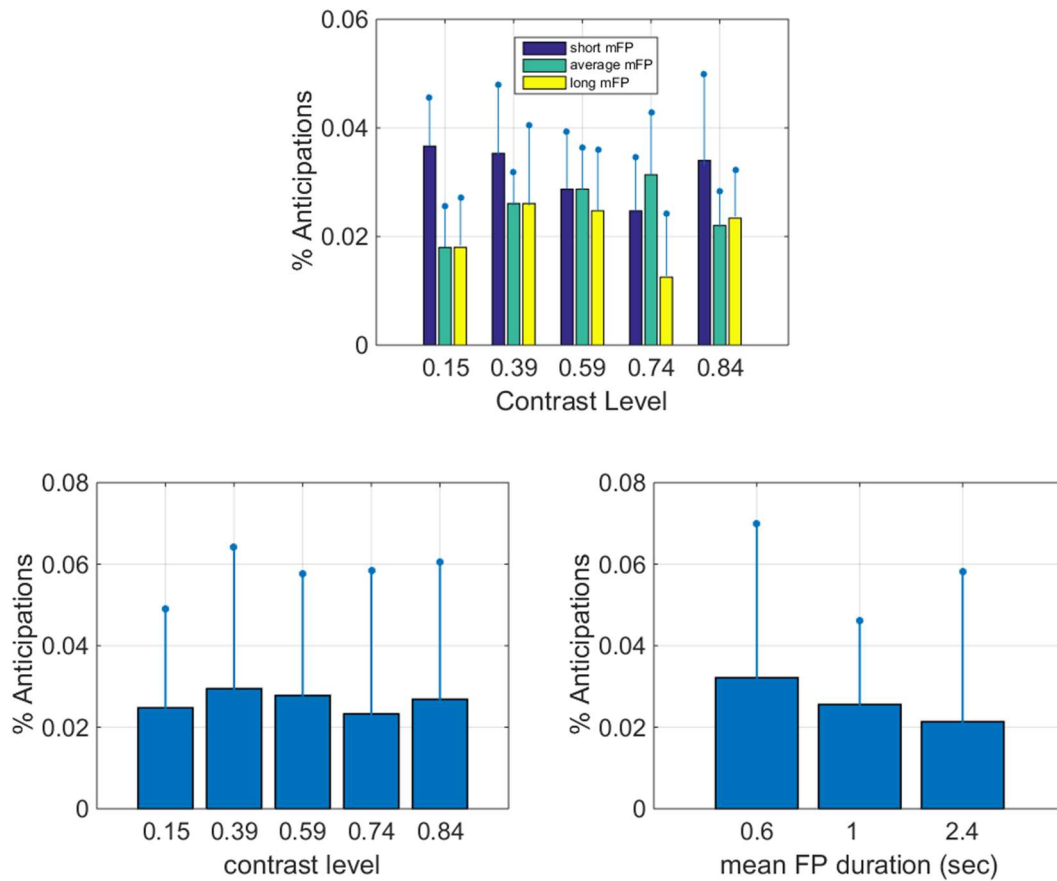 0.06
short mFP
average mFP
long mFP
0.04
% Anticipations
0.02
0
0.15 0.39 0.59 0.74 0.84
Contrast Level
0.08
0.06
% Anticipations
0.04
0.02
0
0.15 0.39 0.59 0.74 0.84
contrast level
0.08
0.06
% Anticipations
0.04
0.02
0
0.6 1 2.4
mean FP duration (sec)